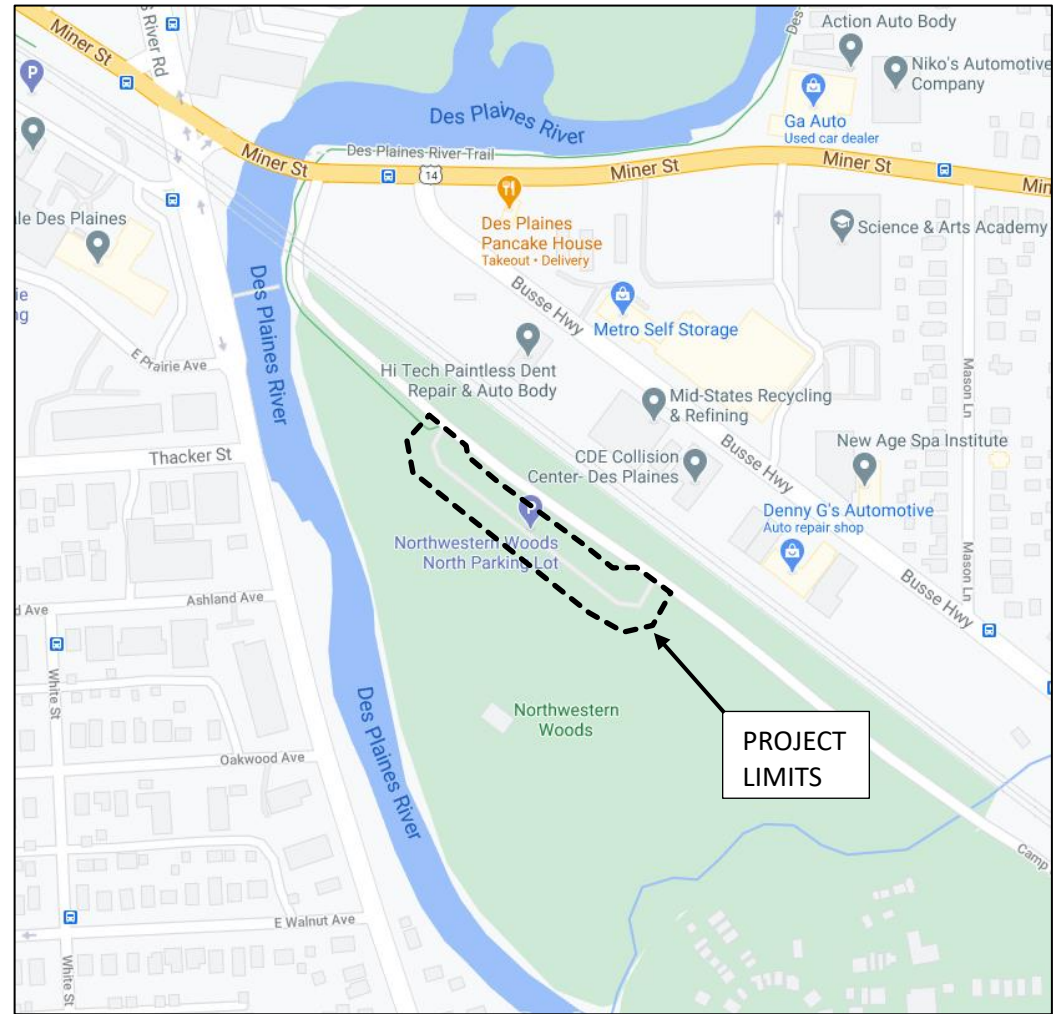 Miner St
S River Rd
Des-
P
Action Auto Body
Niko's Automotive
Company
Ga Auto
Used car dealer
Des Plaines River
Des-Plaines-River-Trail
Miner St
14
Miner St
Miner St
Min
le Des Plaines
Des Plaines
Pancake House
Takeout • Delivery
Science & Arts Academy
Des Plaines River
Busse Hwy
Metro Self Storage
ie
ng
E Prairie Ave
Hi Tech Paintless Dent
Repair & Auto Body
Mid-States Recycling
& Refining
Mason Ln
Thacker St
CDE Collision
Center- Des Plaines
New Age Spa Institute
Busse Hwy
P
Northwestern Woods
North Parking Lot
Denny G's Automotive
Auto repair shop
Mason Ln
Busse Hwy
d Ave
Ashland Ave
White St
Des Plaines River
Northwestern
Woods
PROJECT
LIMITS
Oakwood Ave
Camp
E Walnut Ave
White St